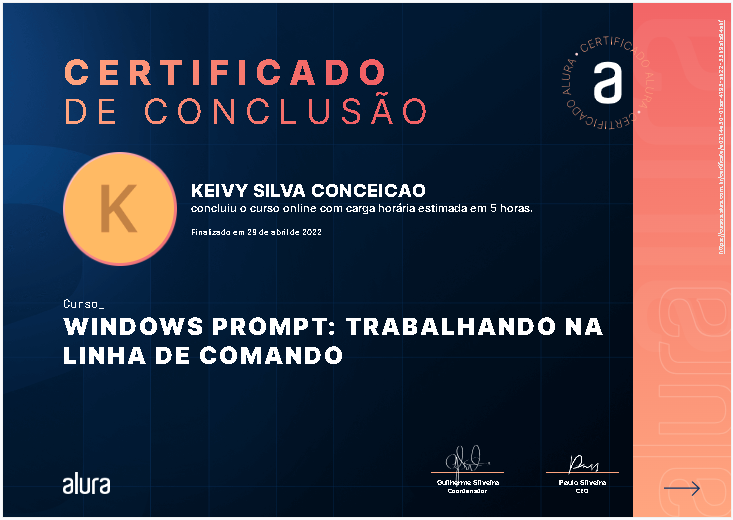 CERTIFICADO
DE CONCLUSÃO
CERTIFICADO ALURA • CERTIFICADO ALURA •
a
K
KEIVY SILVA CONCEICAO
concluiu o curso online com carga horária estimada em 5 horas.
Finalizado em 29 de abril de 2022
Curso_
WINDOWS PROMPT: TRABALHANDO NA
LINHA DE COMANDO
alura
Guilherme Silveira
Coordenador
Paulo Silveira
CEO
alura